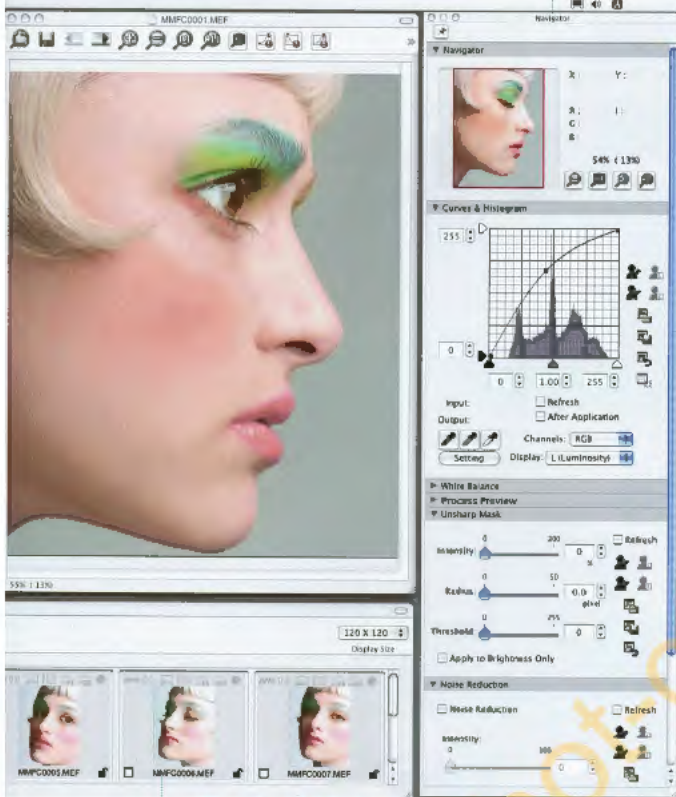 MMFC0001.MEF
Navigator
Navigator
X : Y :
R : I :
G :
B :
54% (13%)
Curves & Histogram
255
0
0 1.00 255
Input: Refresh
Output: After Application
Channels: RGB
Setting Display: L (Luminosity)
White Balance
Process Preview
Unsharp Mask
0 200 Refresh
Intensity 0
%
0 50
Radius 0.0
pixel
0 255
Threshold 0
Apply to Brightness Only
Noise Reduction
Noise Reduction Refresh
Intensity:
0 100
0
55% (13%)
120 X 120
Display Size
MMFC0005.MEF MMFC0006.MEF MMFC0007.MEF